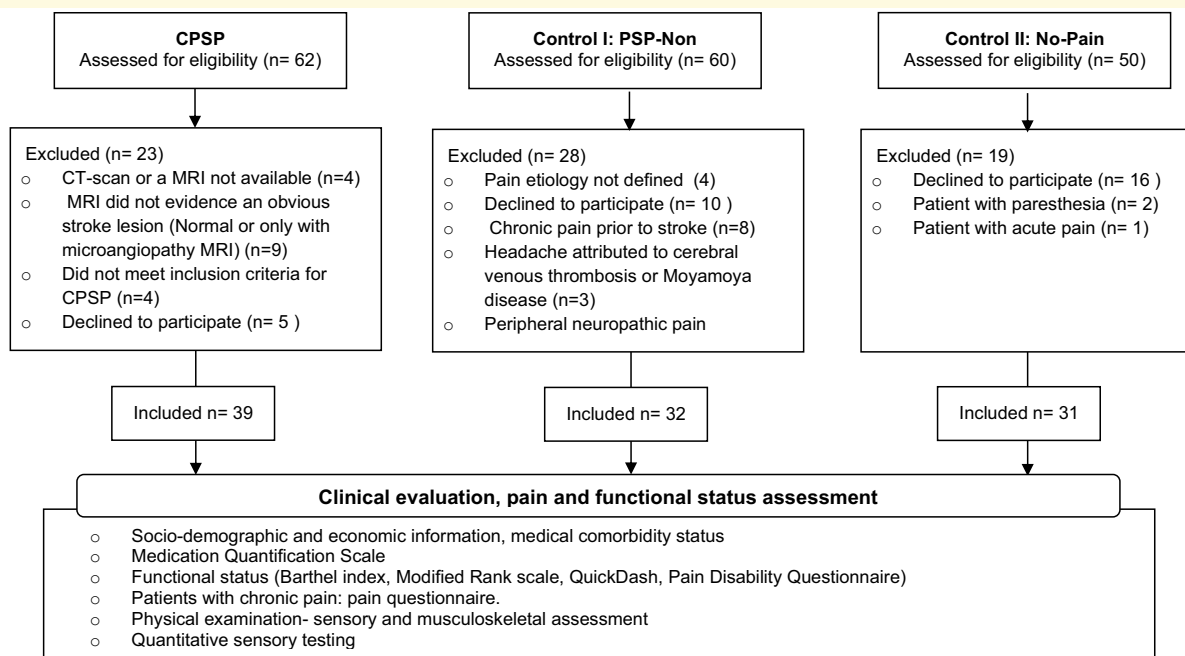 CPSP
Assessed for eligibility (n= 62)
Control I: PSP-Non
Assessed for eligibility (n= 60)
Control II: No-Pain
Assessed for eligibility (n= 50)
Excluded (n= 23)
○ CT-scan or a MRI not available (n=4)
○ MRI did not evidence an obvious
stroke lesion (Normal or only with
microangiopathy MRI) (n=9)
○ Did not meet inclusion criteria for
CPSP (n=4)
○ Declined to participate (n= 5 )
Excluded (n= 28)
○ Pain etiology not defined (4)
○ Declined to participate (n= 10 )
○ Chronic pain prior to stroke (n=8)
○ Headache attributed to cerebral
venous thrombosis or Moyamoya
disease (n=3)
○ Peripheral neuropathic pain
Excluded (n= 19)
○ Declined to participate (n= 16 )
○ Patient with paresthesia (n= 2)
○ Patient with acute pain (n= 1)
Included n= 39
Included n= 32
Included n= 31
Clinical evaluation, pain and functional status assessment
○ Socio-demographic and economic information, medical comorbidity status
○ Medication Quantification Scale
○ Functional status (Barthel index, Modified Rank scale, QuickDash, Pain Disability Questionnaire)
○ Patients with chronic pain: pain questionnaire.
○ Physical examination- sensory and musculoskeletal assessment
○ Quantitative sensory testing